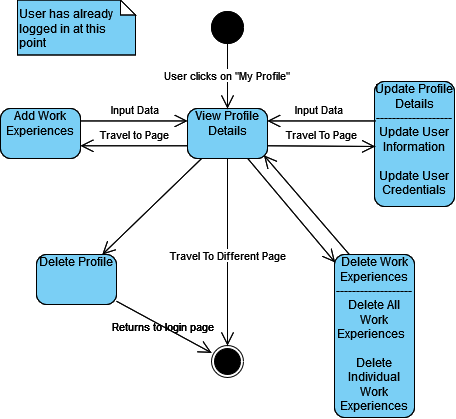 User has already
logged in at this
point
User clicks on "My Profile"
Add Work
Experiences
Input Data
Travel to Page
View Profile
Details
Input Data
Travel To Page
Update Profile
Details
Update User
Information
Update User
Credentials
Delete Profile
Travel To Different Page
Returns to login page
Delete Work
Experiences
Delete All
Work
Experiences
Delete
Individual
Work
Experiences